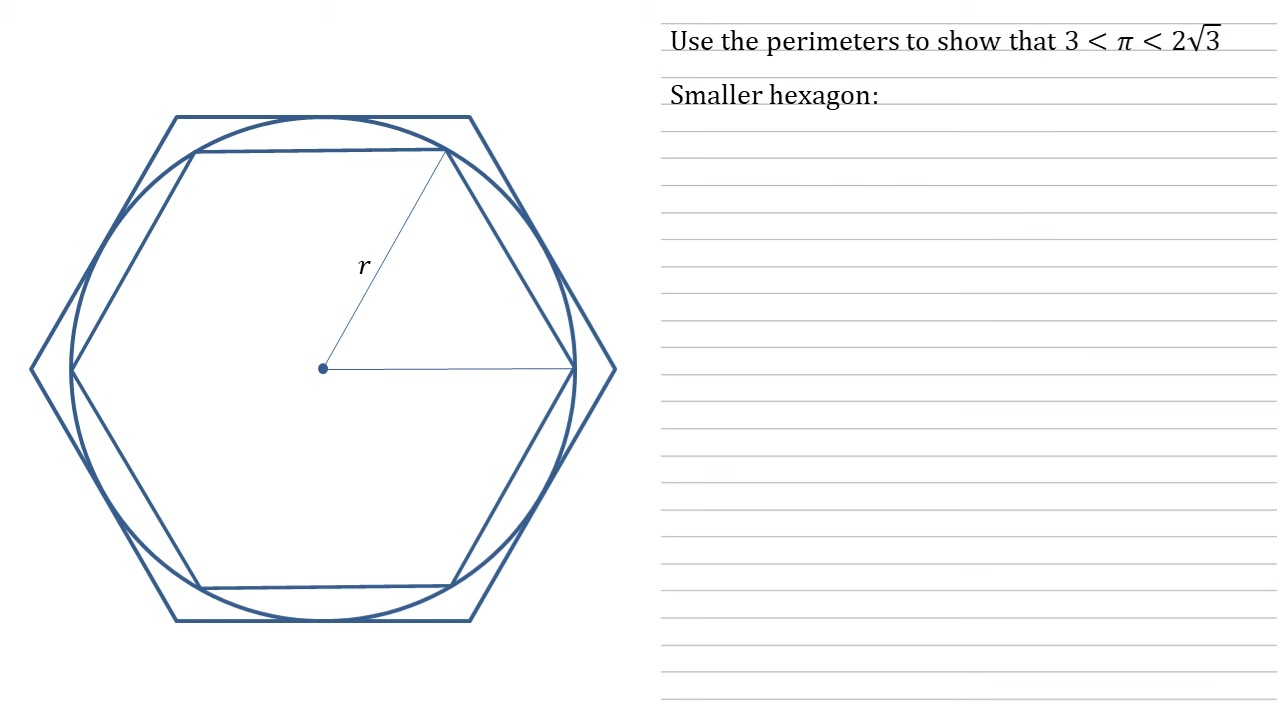 Use the perimeters to show that 3 < π < 2√3
Smaller hexagon:
r